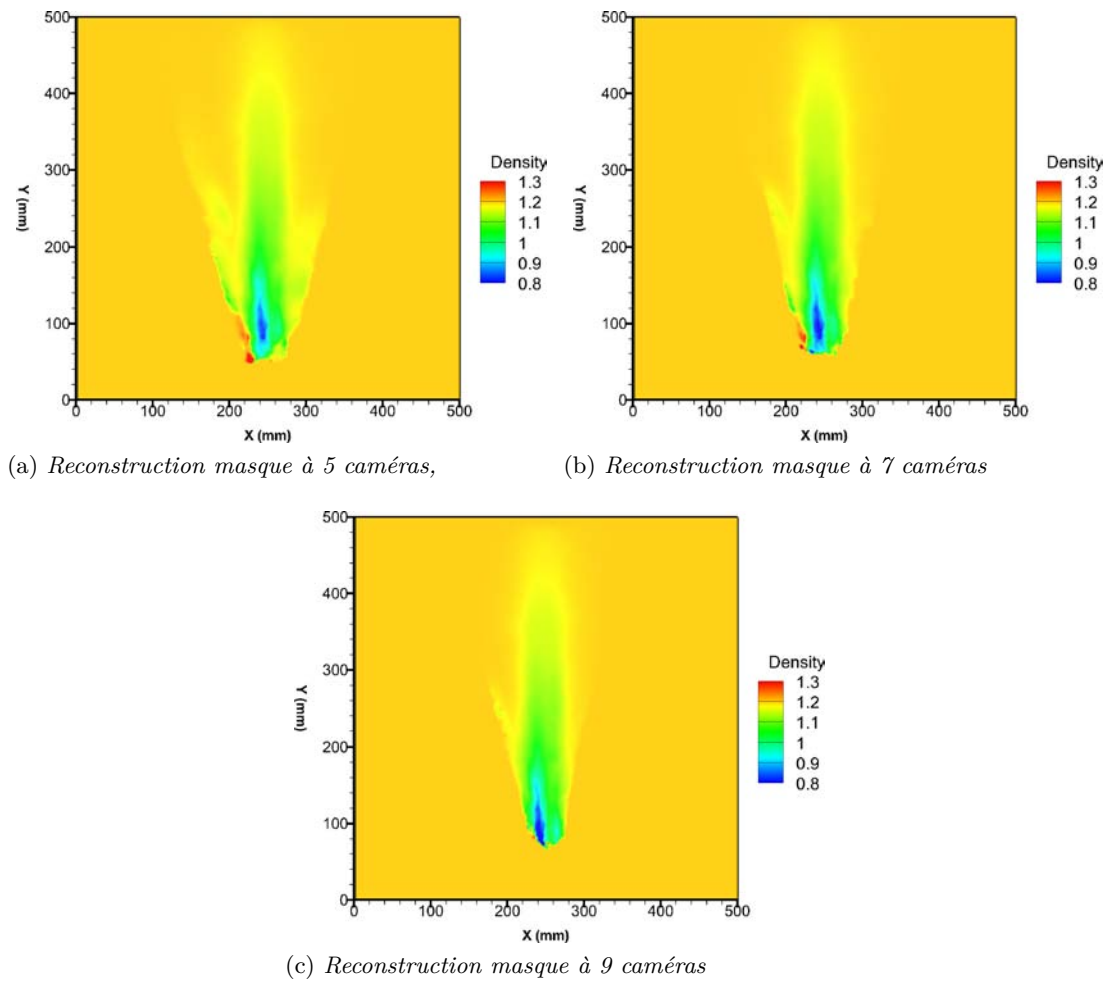 500
400
300
200
100
0
Y (mm)
0 100 200 300 400 500
X (mm)
Density
1.3
1.2
1.1
1
0.9
0.8
(a) Reconstruction masque à 5 caméras,
500
400
300
200
100
0
Y (mm)
0 100 200 300 400 500
X (mm)
Density
1.3
1.2
1.1
1
0.9
0.8
(b) Reconstruction masque à 7 caméras
500
400
300
200
100
0
Y (mm)
0 100 200 300 400 500
X (mm)
Density
1.3
1.2
1.1
1
0.9
0.8
(c) Reconstruction masque à 9 caméras